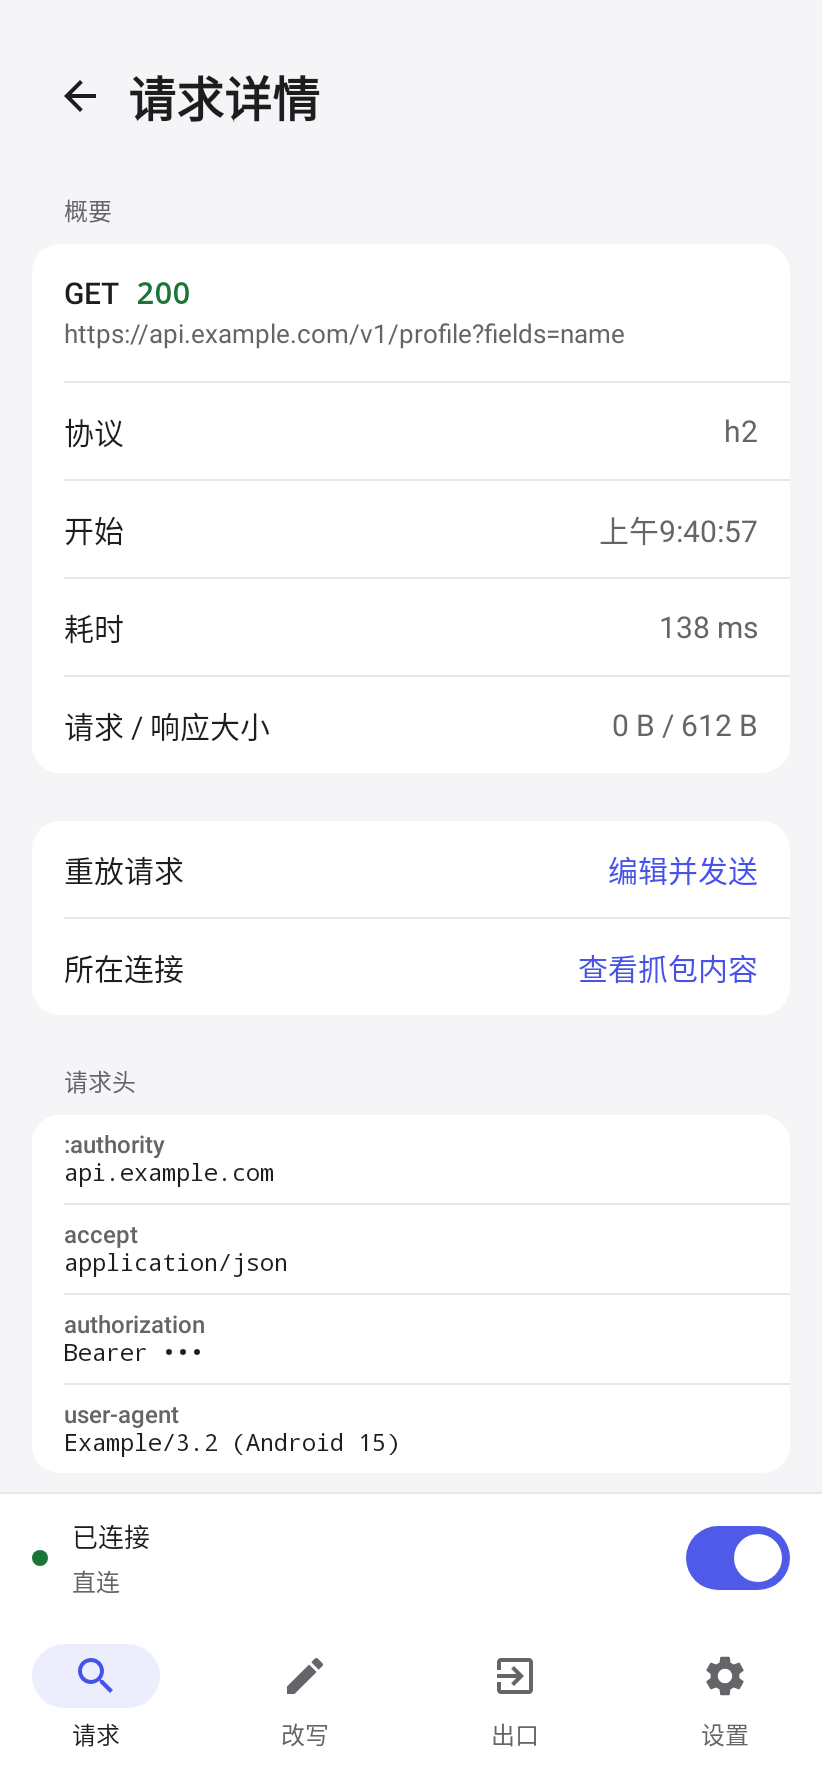 请求详情
概要
GET 200
https://api.example.com/v1/profile?fields=name
协议 h2
开始 上午9:40:57
耗时 138 ms
请求 / 响应大小 0 B / 612 B
重放请求 编辑并发送
所在连接 查看抓包内容
请求头
:authority
api.example.com
accept
application/json
authorization
Bearer •••
user-agent
Example/3.2 (Android 15)
已连接
直连
请求 改写 出口 设置